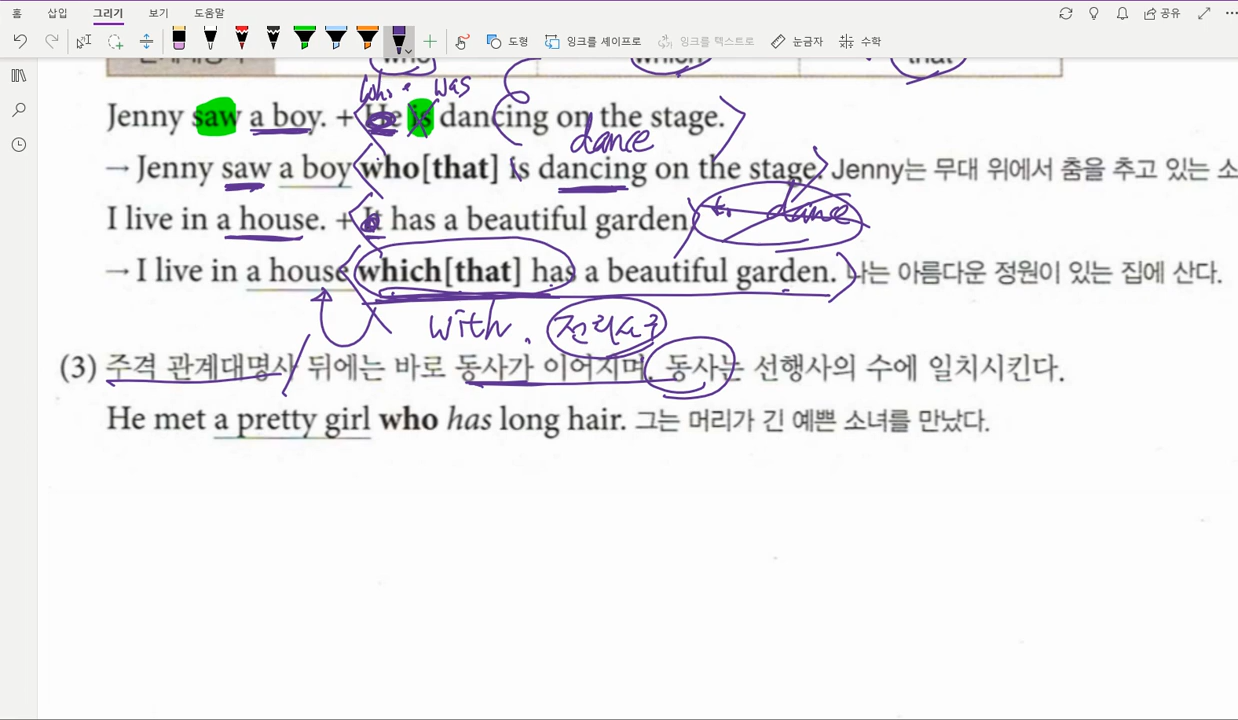 홈 삽입 그리기 보기 도움말 공유
도형 잉크를 셰이프로 잉크를 텍스트로 눈금자 수학
who which that
who was
Jenny saw a boy. + He is dancing on the stage.
dance
→ Jenny saw a boy who[that] is dancing on the stage. Jenny는 무대 위에서 춤을 추고 있는 소
I live in a house. + It has a beautiful garden. to dance
→ I live in a house which[that] has a beautiful garden. 나는 아름다운 정원이 있는 집에 산다.
with. 전치사구
(3) 주격 관계대명사 뒤에는 바로 동사가 이어지며, 동사는 선행사의 수에 일치시킨다.
He met a pretty girl who has long hair. 그는 머리가 긴 예쁜 소녀를 만났다.